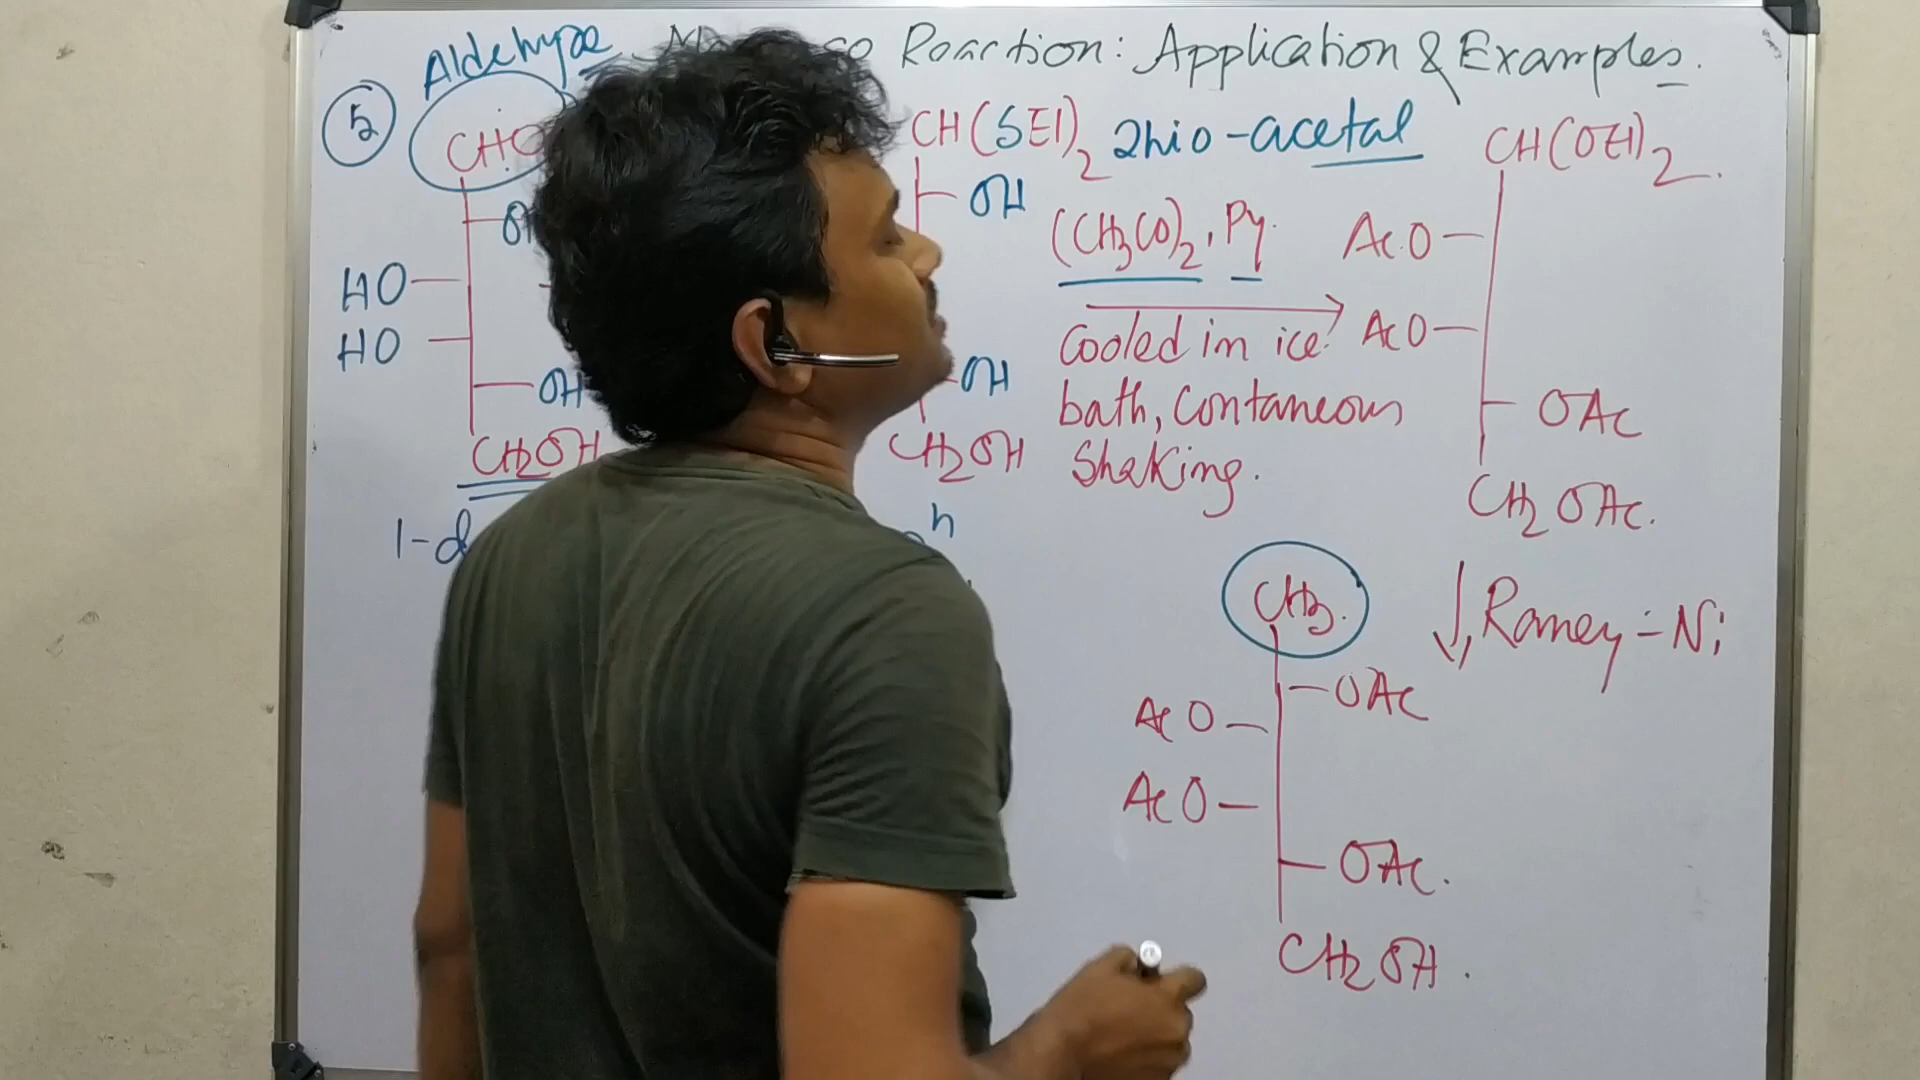 Aldehyde
Reaction: Application & Examples.
5
CHO
OH
HO
HO
OH
CH2OH
1-d
CH(SEt)2 Thio-acetal
OH
OH
CH2OH
h
(CH3CO)2, Py.
Cooled in ice
bath, Contaneous
Shaking.
CH(OEt)2.
AcO
AcO
OAc
CH2OAc.
Raney-Ni
CH3.
OAc
AcO
AcO
OAc.
CH2OH.